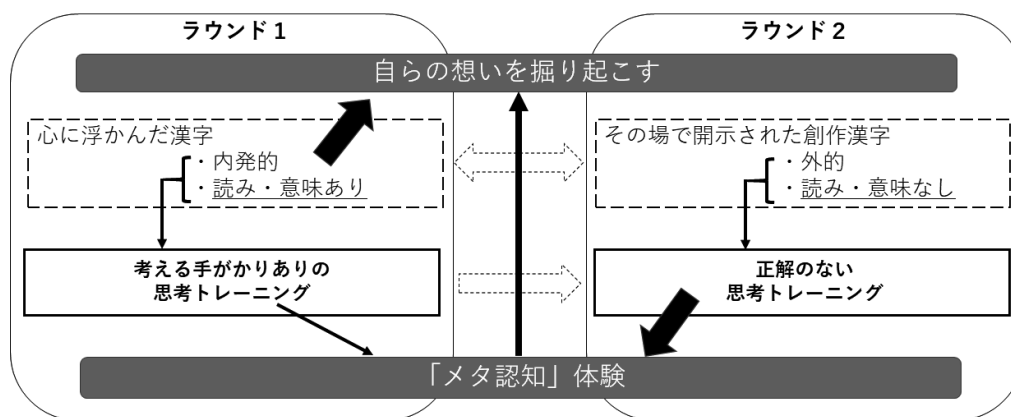 ラウンド1
ラウンド2
自らの想いを掘り起こす
心に浮かんだ漢字
・内発的
・読み・意味あり
その場で開示された創作漢字
・外的
・読み・意味なし
考える手がかりありの
思考トレーニング
正解のない
思考トレーニング
「メタ認知」体験